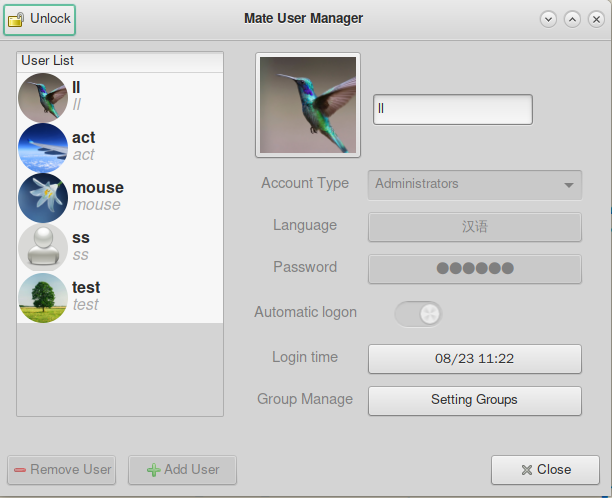 Unlock
Mate User Manager
User List
ll
ll
act
act
mouse
mouse
ss
ss
test
test
ll
Account Type
Administrators
Language
汉语
Password
●●●●●●
Automatic logon
Login time
08/23 11:22
Group Manage
Setting Groups
Remove User
Add User
Close